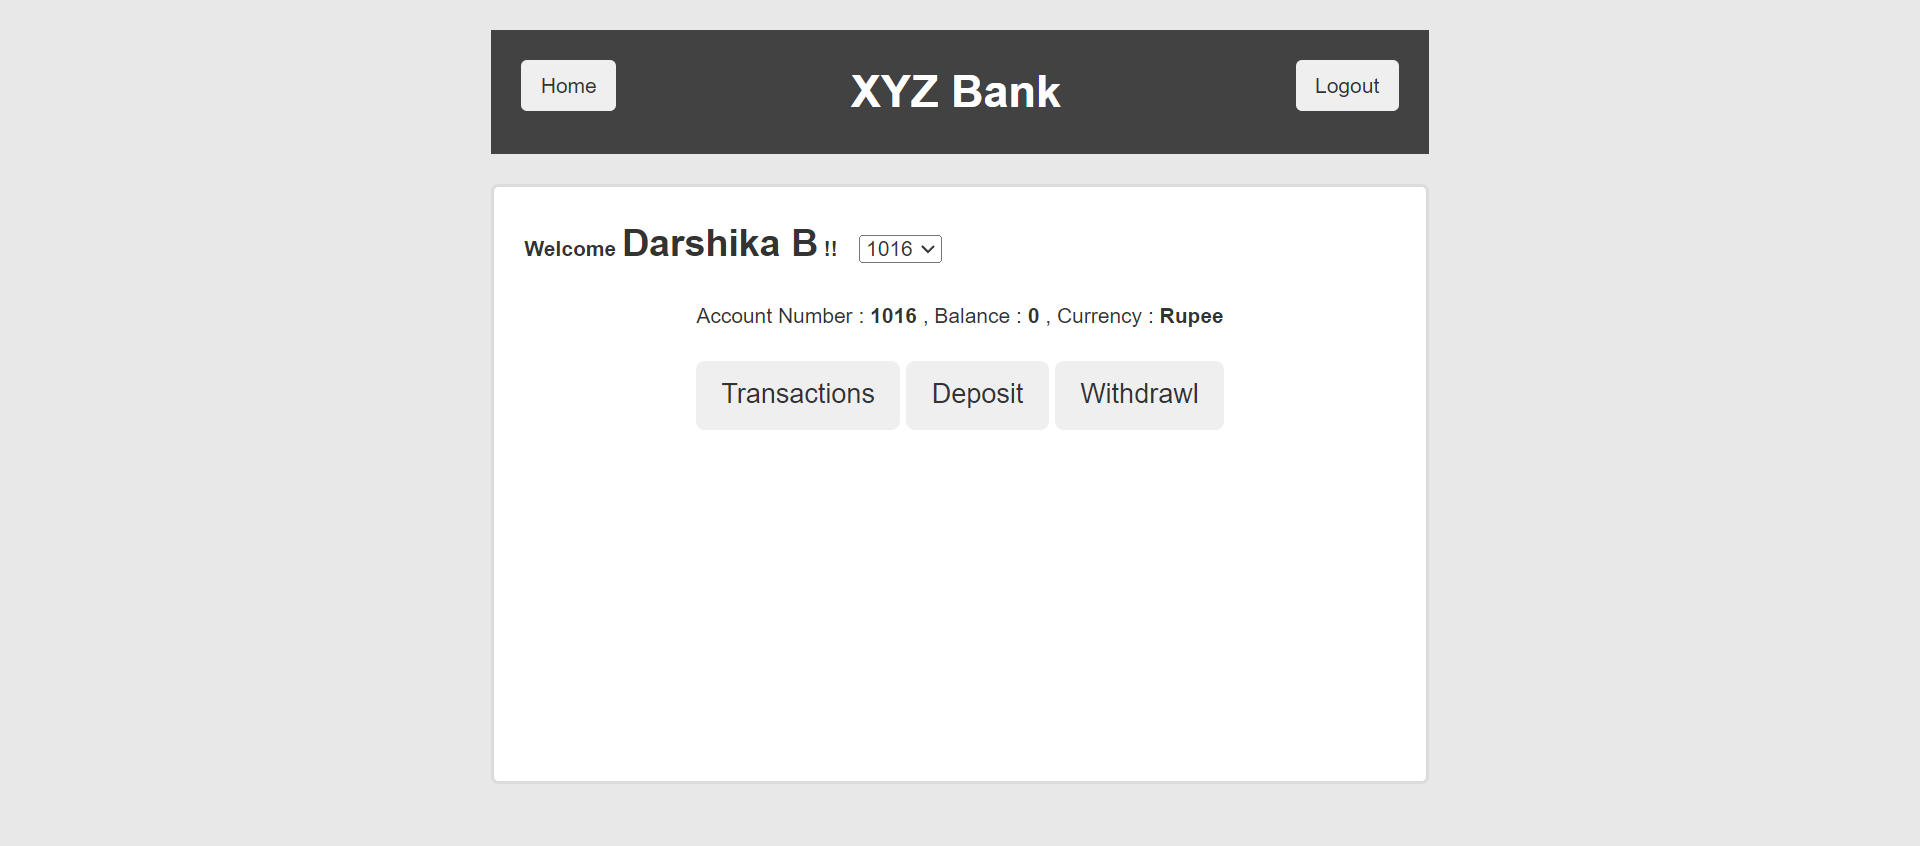 Home XYZ Bank Logout
Welcome Darshika B !! 1016
Account Number : 1016 , Balance : 0 , Currency : Rupee
Transactions Deposit Withdrawl